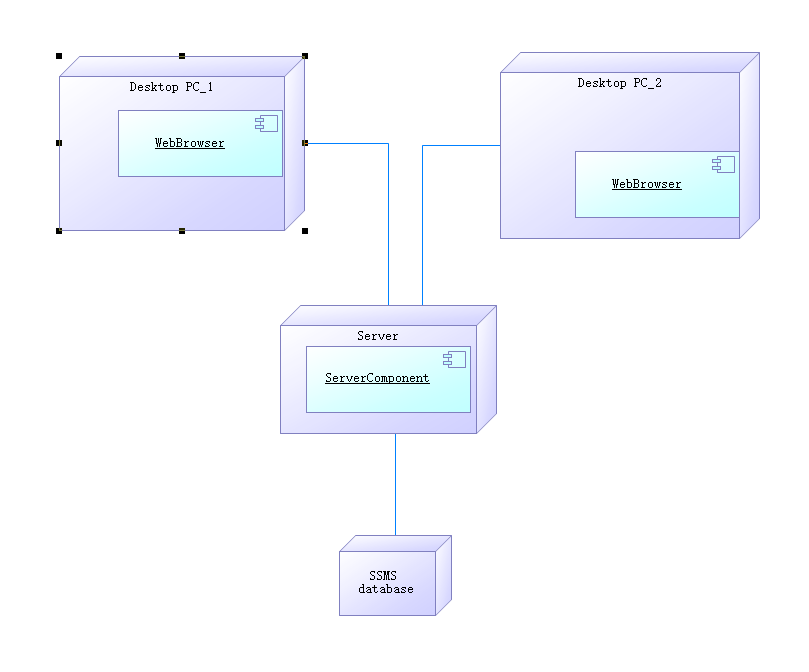 Desktop PC_1
WebBrowser
Desktop PC_2
WebBrowser
Server
ServerComponent
SSMS
database